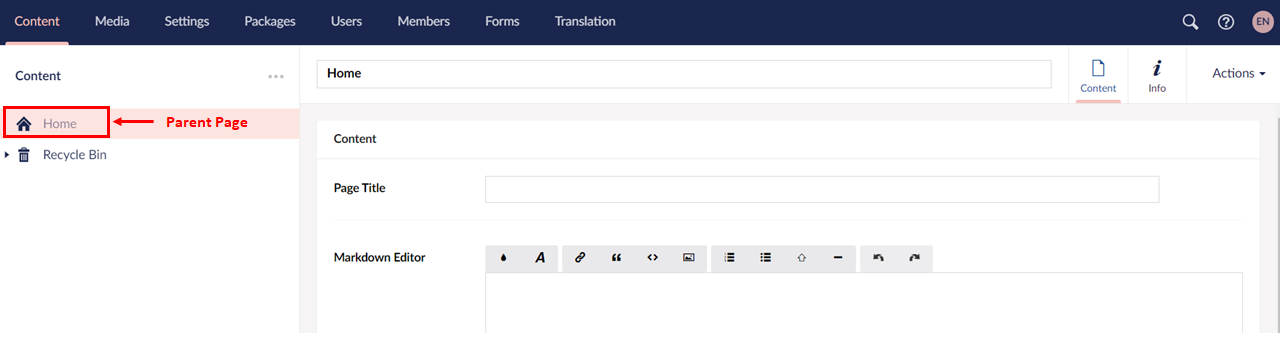 Content Media Settings Packages Users Members Forms Translation EN
Content
Home
Parent Page
Recycle Bin
Home
Content
Info
Actions
Content
Page Title
Markdown Editor
A